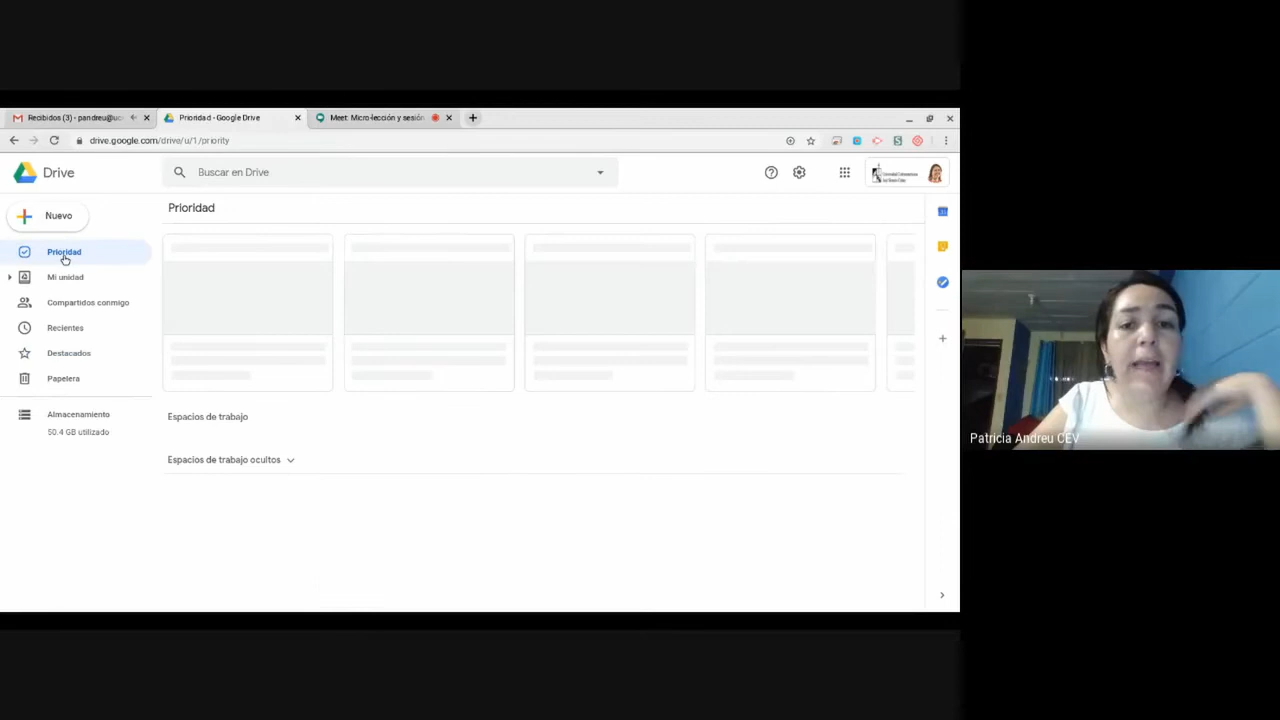 Recibidos (3) - pandreu@uc
Prioridad - Google Drive
Meet: Micro-lección y sesión
drive.google.com/drive/u/1/priority
Drive
Buscar en Drive
Nuevo
Prioridad
Prioridad
Mi unidad
Compartidos conmigo
Recientes
Destacados
Papelera
Almacenamiento
50.4 GB utilizado
Espacios de trabajo
Espacios de trabajo ocultos
Patricia Andreu CEV